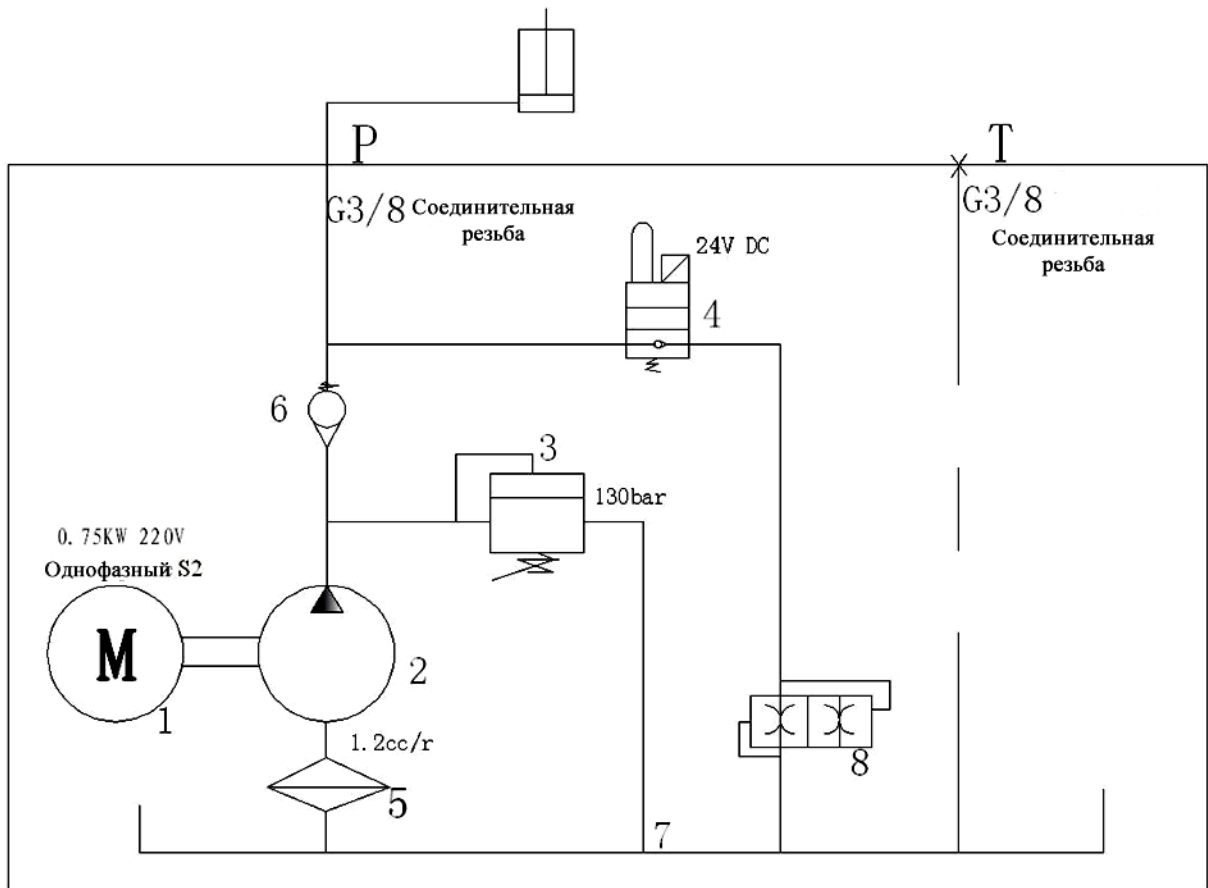 P
T
G3/8 Соединительная
резьба
G3/8
Соединительная
резьба
24V DC
4
6
3
130bar
0.75KW 220V
Однофазный S2
M
1
2
1.2cc/r
5
7
8